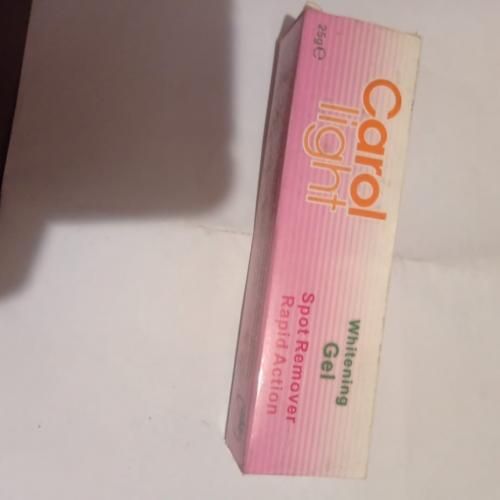 25g ℮
Carol
light
Whitening
Gel
Spot Remover
Rapid Action